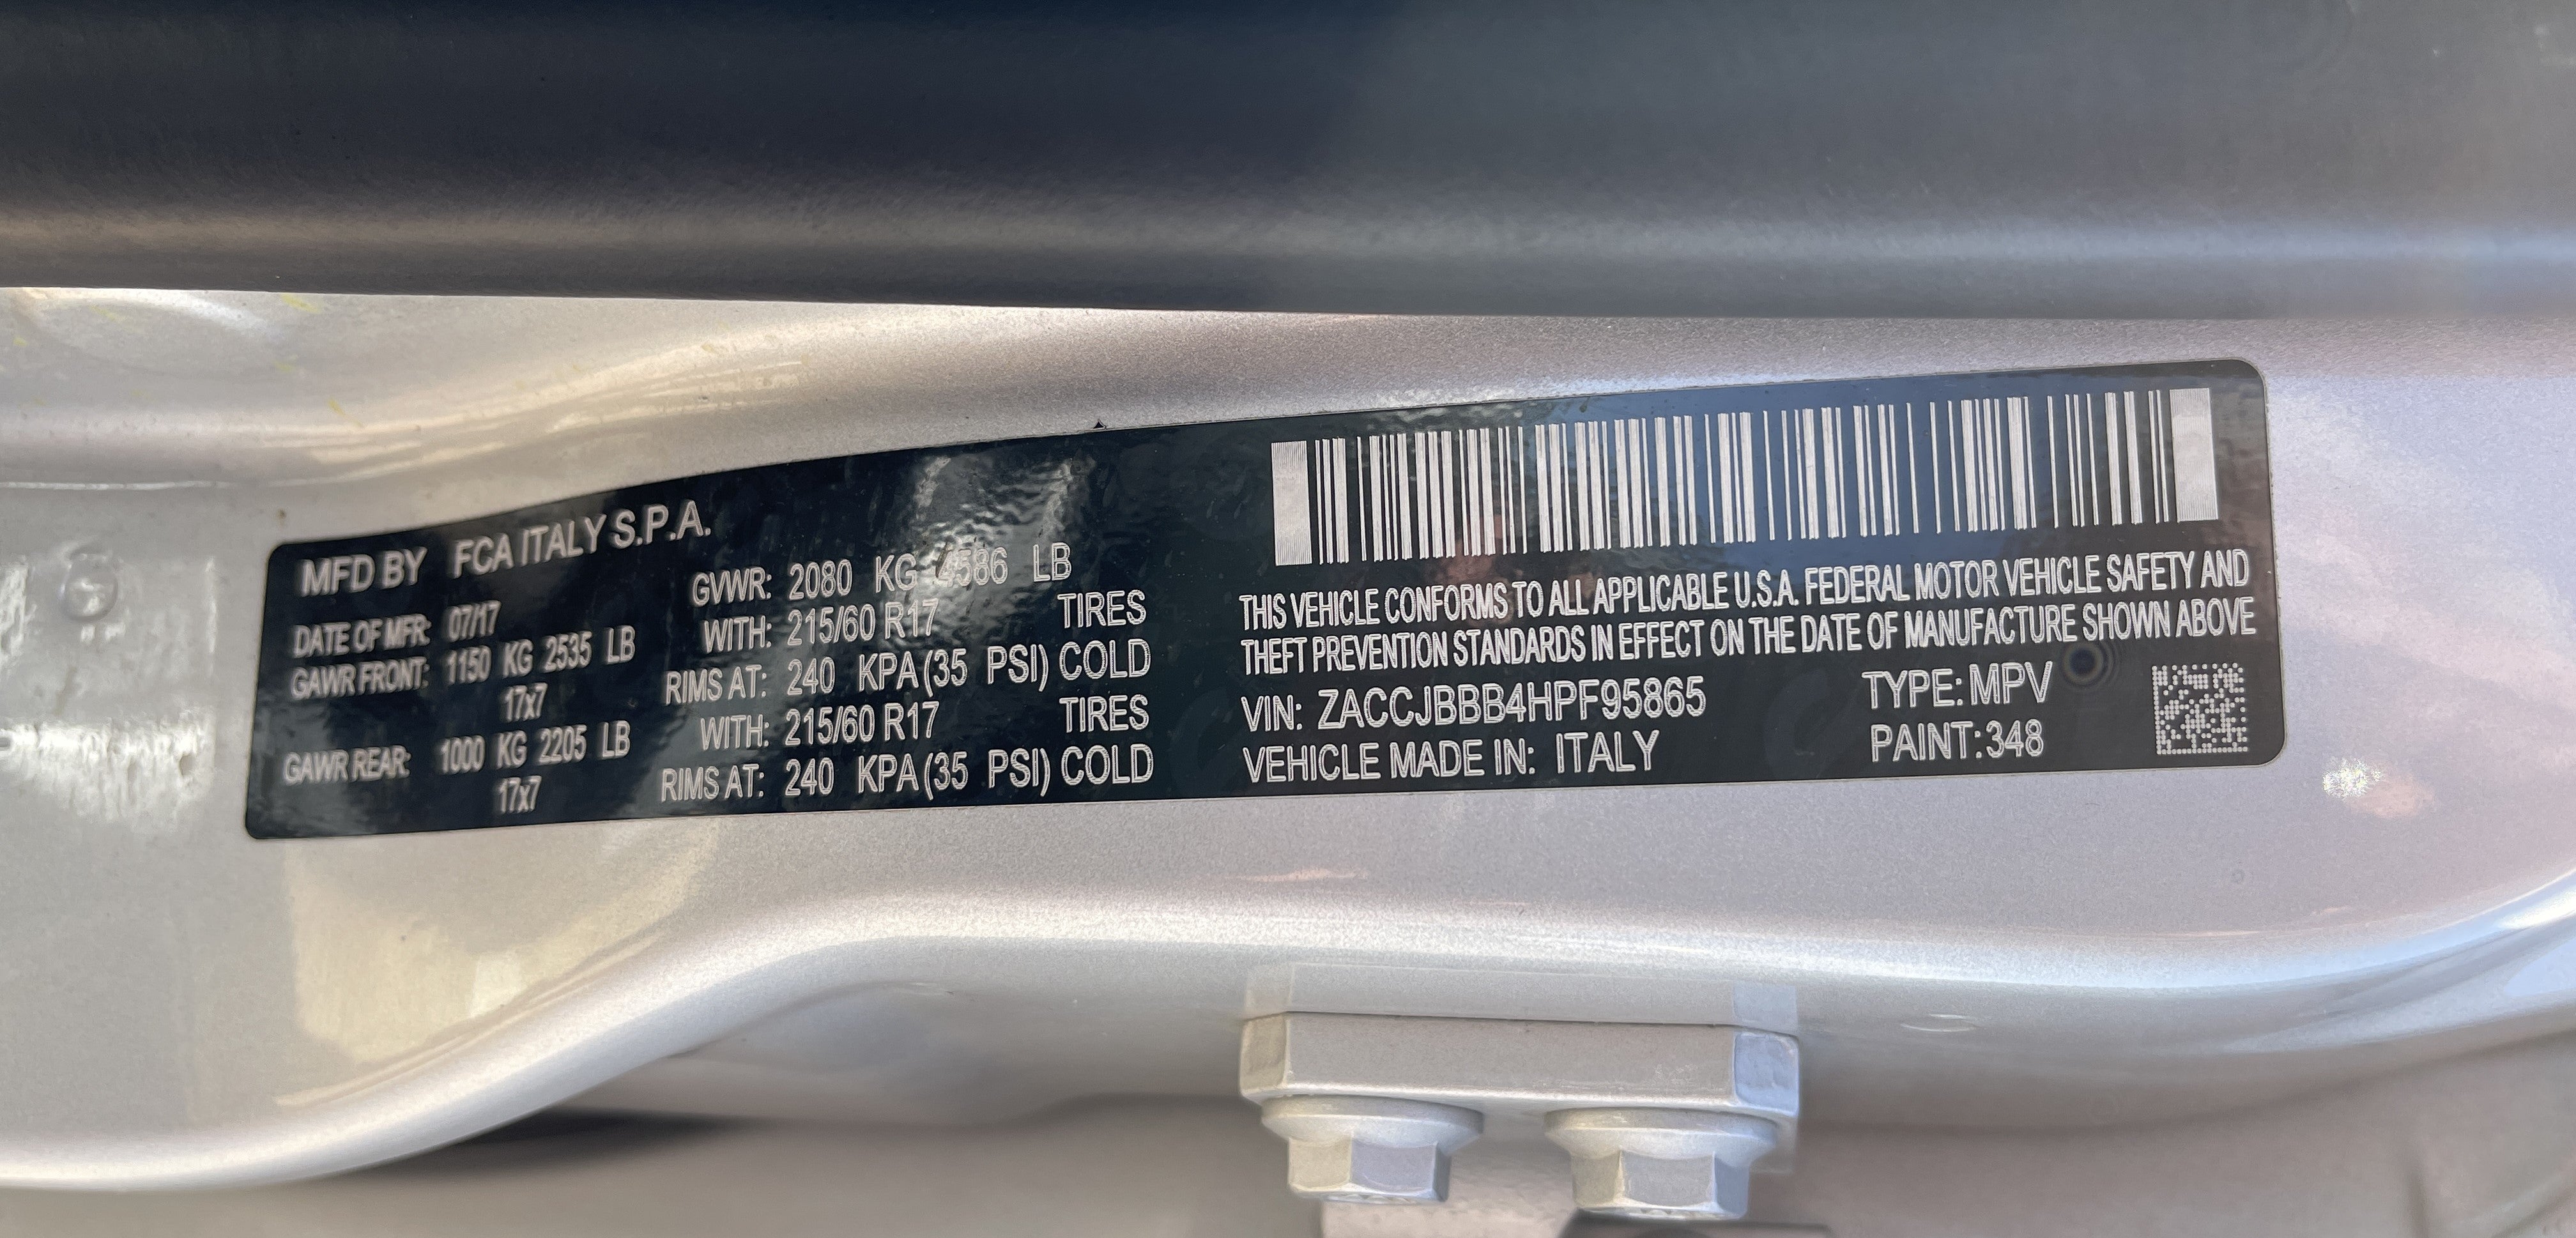 MFD BY FCA ITALY S.P.A.
DATE OF MFR: 07/17 GVWR: 2080 KG 4586 LB
GAWR FRONT: 1150 KG 2535 LB WITH: 215/60 R17 TIRES
17x7 RIMS AT: 240 KPA (35 PSI) COLD
GAWR REAR: 1000 KG 2205 LB WITH: 215/60 R17 TIRES
17x7 RIMS AT: 240 KPA (35 PSI) COLD
THIS VEHICLE CONFORMS TO ALL APPLICABLE U.S.A. FEDERAL MOTOR VEHICLE SAFETY AND
THEFT PREVENTION STANDARDS IN EFFECT ON THE DATE OF MANUFACTURE SHOWN ABOVE
VIN: ZACCJBBB4HPF95865 TYPE: MPV
VEHICLE MADE IN: ITALY PAINT: 348